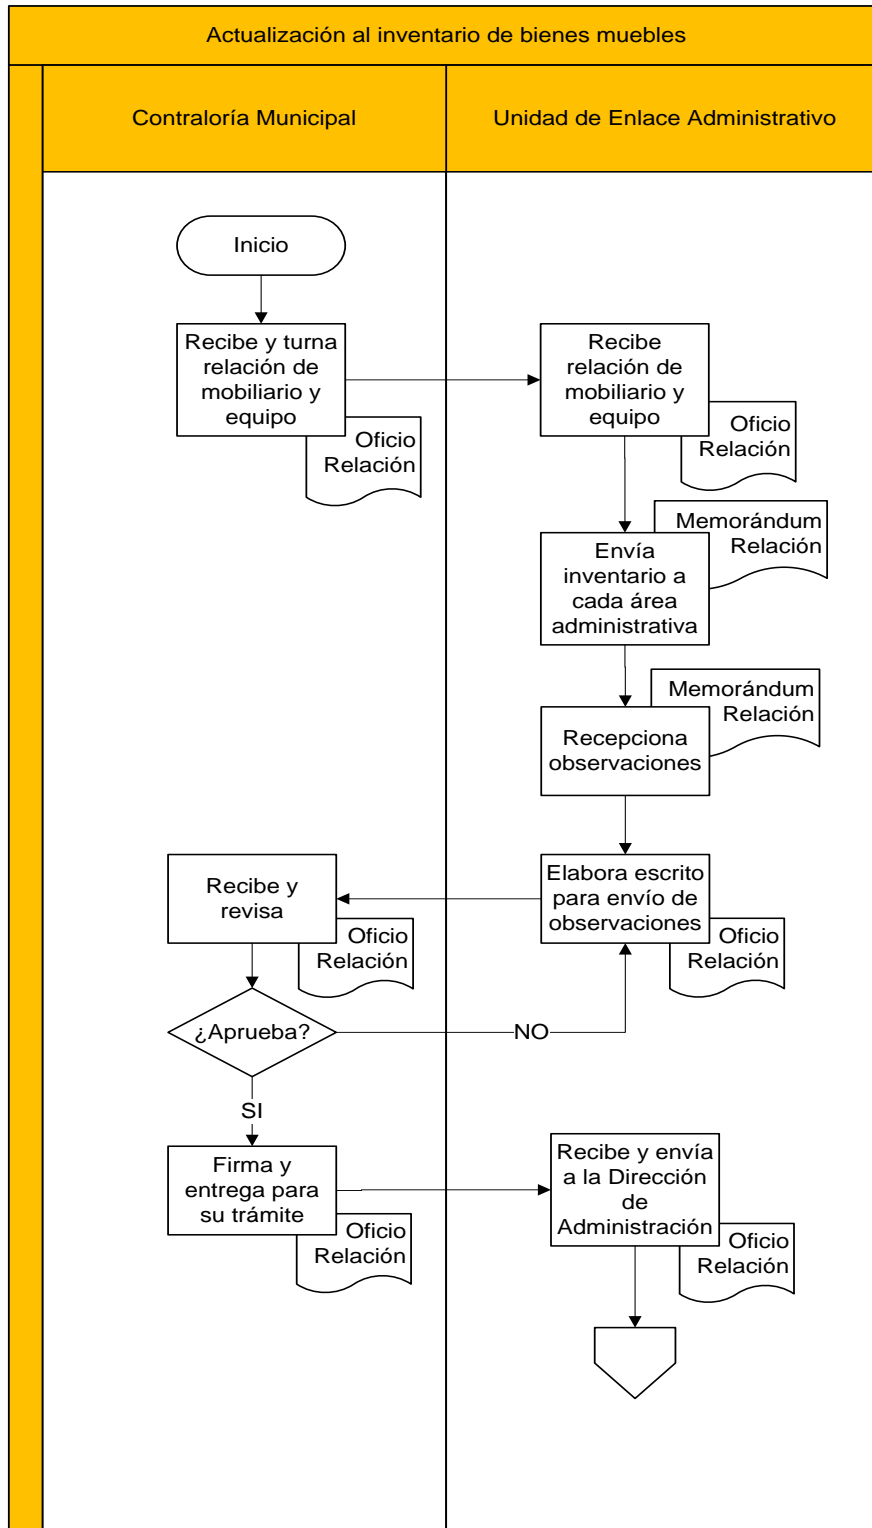 Actualización al inventario de bienes muebles
Contraloría Municipal
Unidad de Enlace Administrativo
Inicio
Recibe y turna
relación de
mobiliario y
equipo
Oficio
Relación
Recibe
relación de
mobiliario y
equipo
Oficio
Relación
Memorándum
Relación
Envía
inventario a
cada área
administrativa
Memorándum
Relación
Recepciona
observaciones
Elabora escrito
para envío de
observaciones
Oficio
Relación
Recibe y
revisa
Oficio
Relación
¿Aprueba?
NO
SI
Firma y
entrega para
su trámite
Oficio
Relación
Recibe y envía
a la Dirección
de
Administración
Oficio
Relación